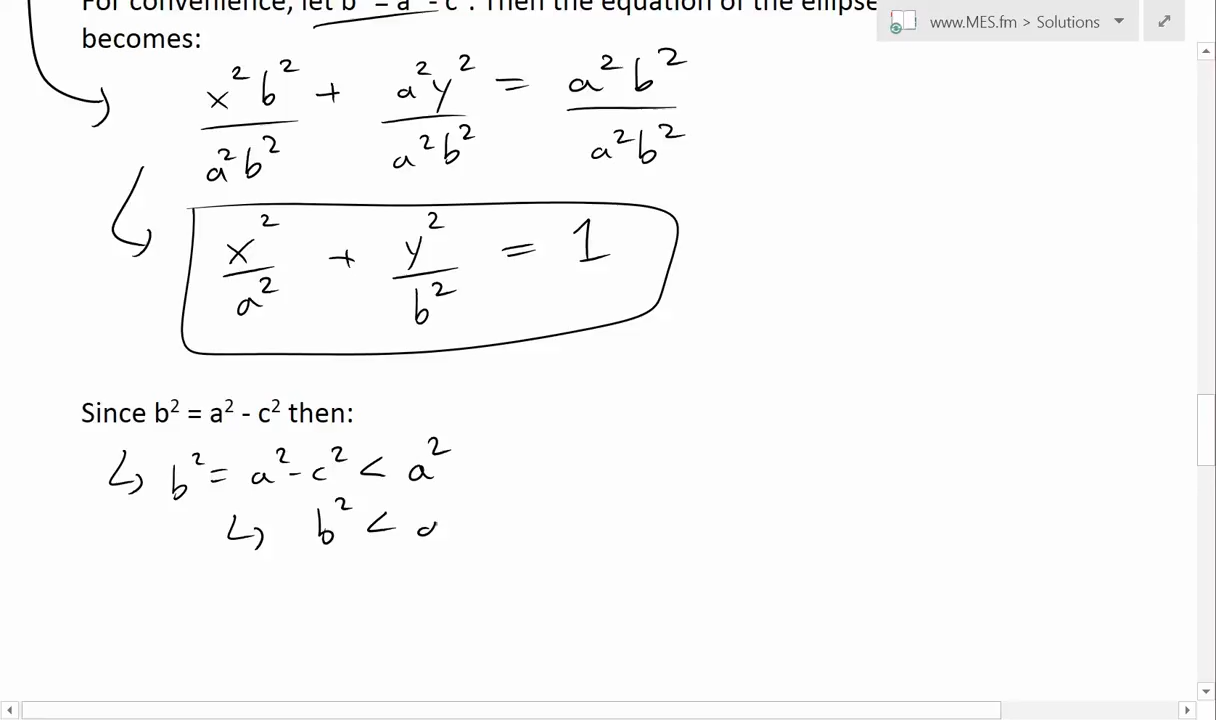 For convenience, let b² = a² - c². Then the equation of the ellipse
www.MES.fm > Solutions
becomes:
x²b²/a²b² + a²y²/a²b² = a²b²/a²b²
x²/a² + y²/b² = 1
Since b² = a² - c² then:
↳ b² = a² - c² < a²
↳ b² < a